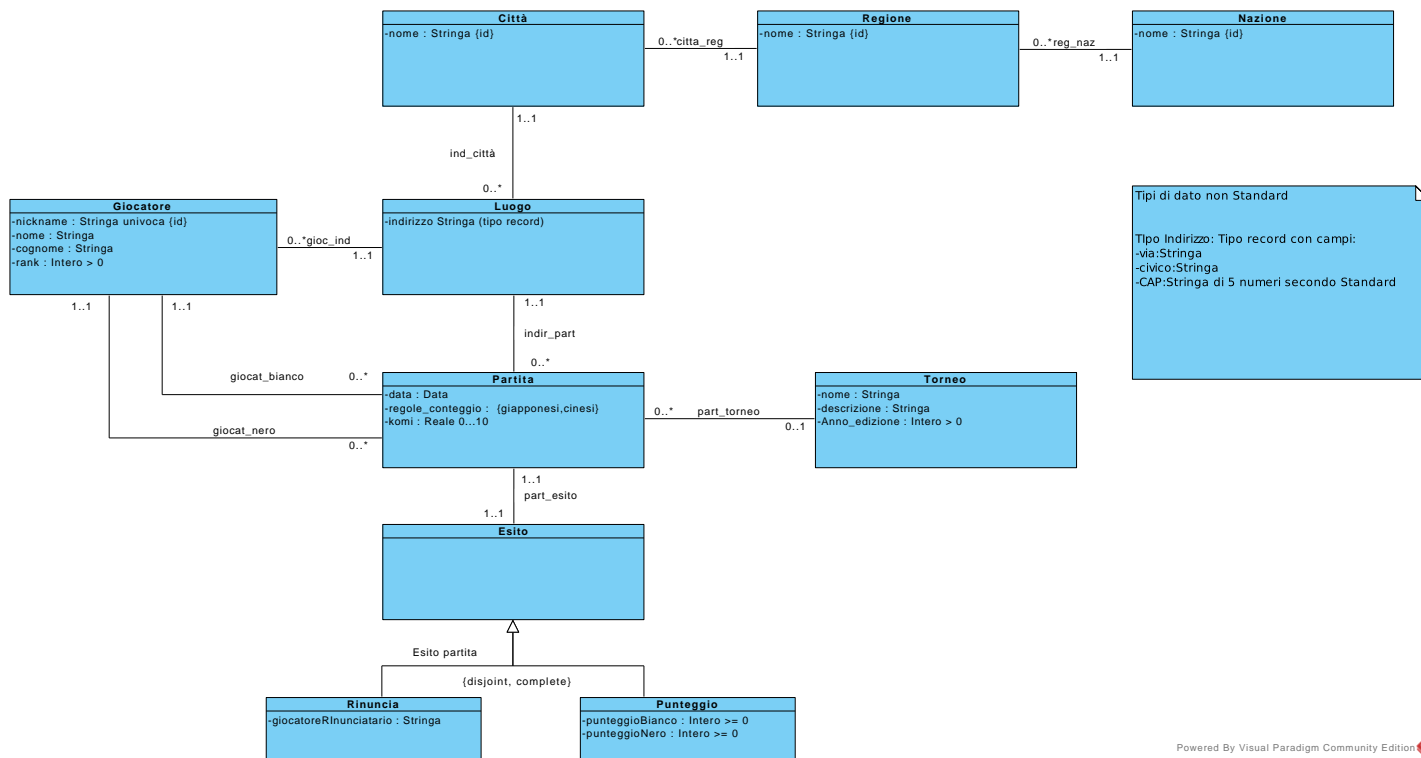 Città
-nome : Stringa {id}
Regione
-nome : Stringa {id}
Nazione
-nome : Stringa {id}
0..*
citta_reg
1..1
0..*
reg_naz
1..1
1..1
ind_città
0..*
Giocatore
-nickname : Stringa univoca {id}
-nome : Stringa
-cognome : Stringa
-rank : Intero > 0
0..*
gioc_ind
1..1
Luogo
-indirizzo Stringa (tipo record)
Tipi di dato non Standard
TIpo Indirizzo: Tipo record con campi:
-via:Stringa
-civico:Stringa
-CAP:Stringa di 5 numeri secondo Standard
1..1
1..1
1..1
indir_part
0..*
giocat_bianco
0..*
giocat_nero
0..*
Partita
-data : Data
-regole_conteggio : {giapponesi,cinesi}
-komi : Reale 0...10
0..*
part_torneo
0..1
Torneo
-nome : Stringa
-descrizione : Stringa
-Anno_edizione : Intero > 0
1..1
part_esito
1..1
Esito
Esito partita
{disjoint, complete}
Rinuncia
-giocatoreRInunciatario : Stringa
Punteggio
-punteggioBianco : Intero >= 0
-punteggioNero : Intero >= 0
Powered By Visual Paradigm Community Edition